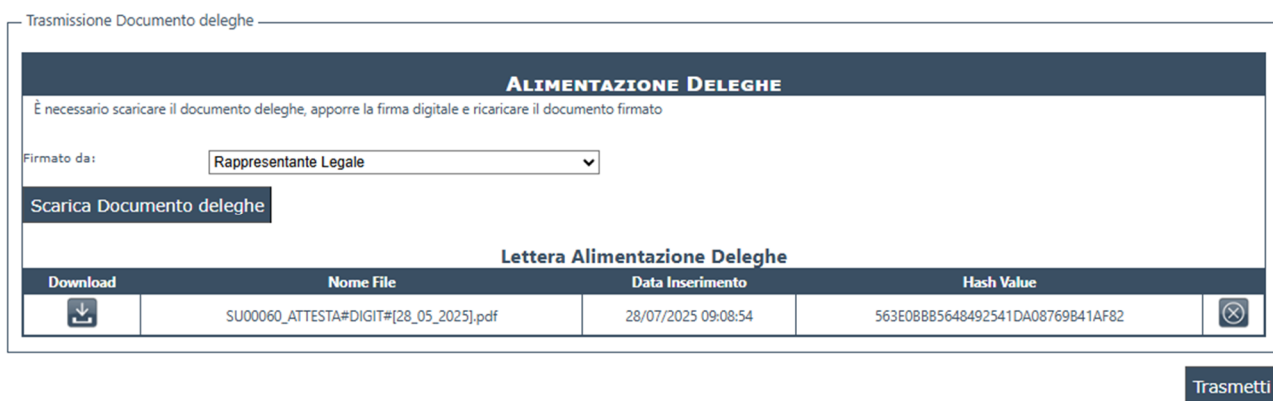 Trasmissione Documento deleghe
ALIMENTAZIONE DELEGHE
È necessario scaricare il documento deleghe, apporre la firma digitale e ricaricare il documento firmato
Firmato da: Rappresentante Legale
Scarica Documento deleghe
Lettera Alimentazione Deleghe
Download Nome File Data Inserimento Hash Value
SU00060_ATTESTA#DIGIT#[28_05_2025].pdf 28/07/2025 09:08:54 563E0BBB5648492541DA08769B41AF82
Trasmetti